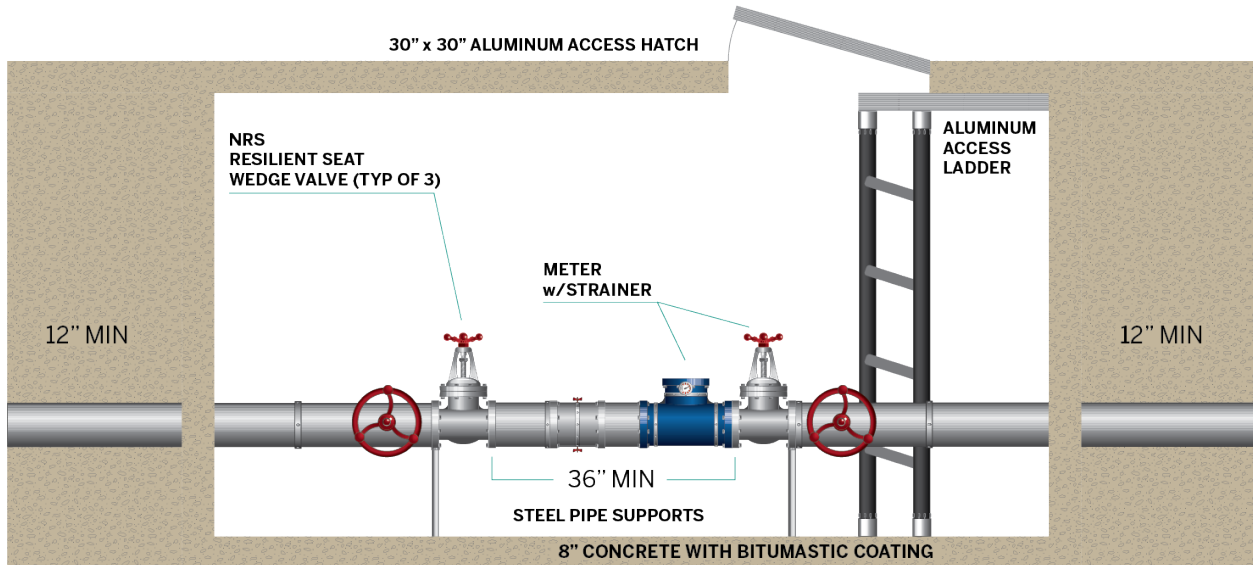 30” x 30” ALUMINUM ACCESS HATCH
NRS
RESILIENT SEAT
WEDGE VALVE (TYP OF 3)
ALUMINUM
ACCESS
LADDER
METER
w/STRAINER
12” MIN
12” MIN
36” MIN
STEEL PIPE SUPPORTS
8” CONCRETE WITH BITUMASTIC COATING